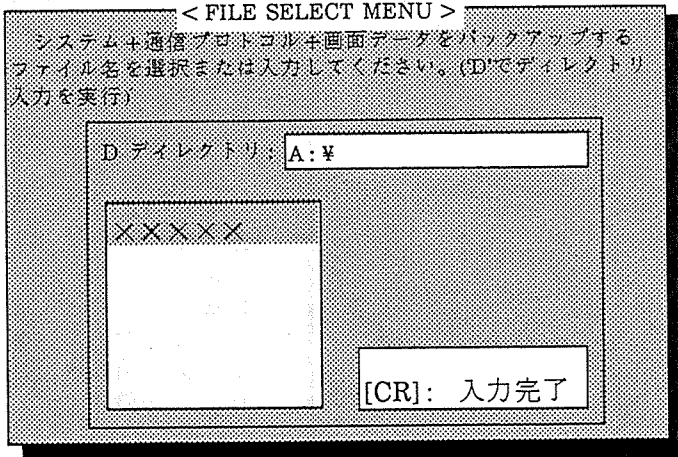 < FILE SELECT MENU >
システム+通信プロトコル+画面データをバックアップする
ファイル名を選択または入力してください。('D'でディレクトリ
入力を実行)
D ディレクトリ: A:¥
×××××
[CR]: 入力完了